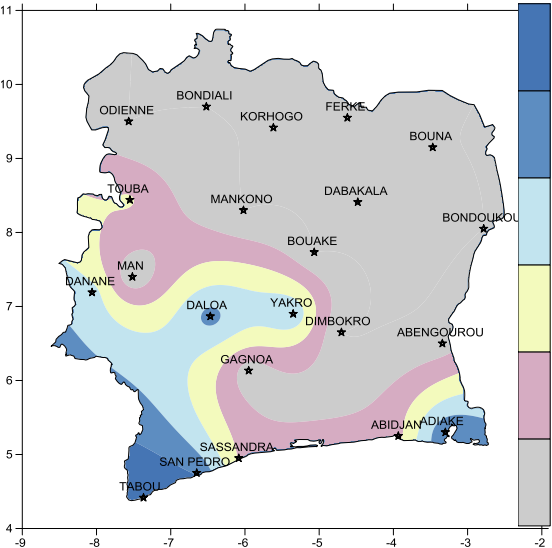 11
10
9
8
7
6
5
4
BONDIALI
ODIENNE
KORHOGO
FERKE
BOUNA
TOUBA
MANKONO
DABAKALA
BONDOUKOU
BOUAKE
MAN
DANANE
DALOA
YAKRO
DIMBOKRO
ABENGOUROU
GAGNOA
ABIDJAN
ADIAKE
SASSANDRA
SAN PEDRO
TABOU
-9 -8 -7 -6 -5 -4 -3 -2